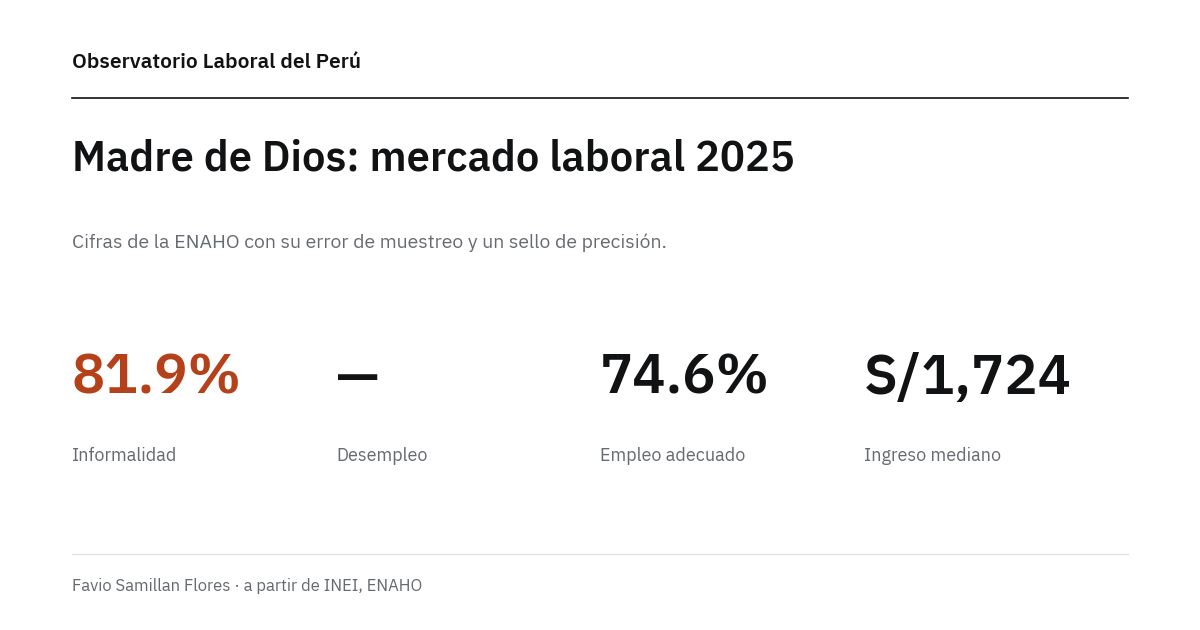 Observatorio Laboral del Perú
Madre de Dios: mercado laboral 2025
Cifras de la ENAHO con su error de muestreo y un sello de precisión.
81.9% — 74.6% S/1,724
Informalidad Desempleo Empleo adecuado Ingreso mediano
Favio Samillan Flores · a partir de INEI, ENAHO